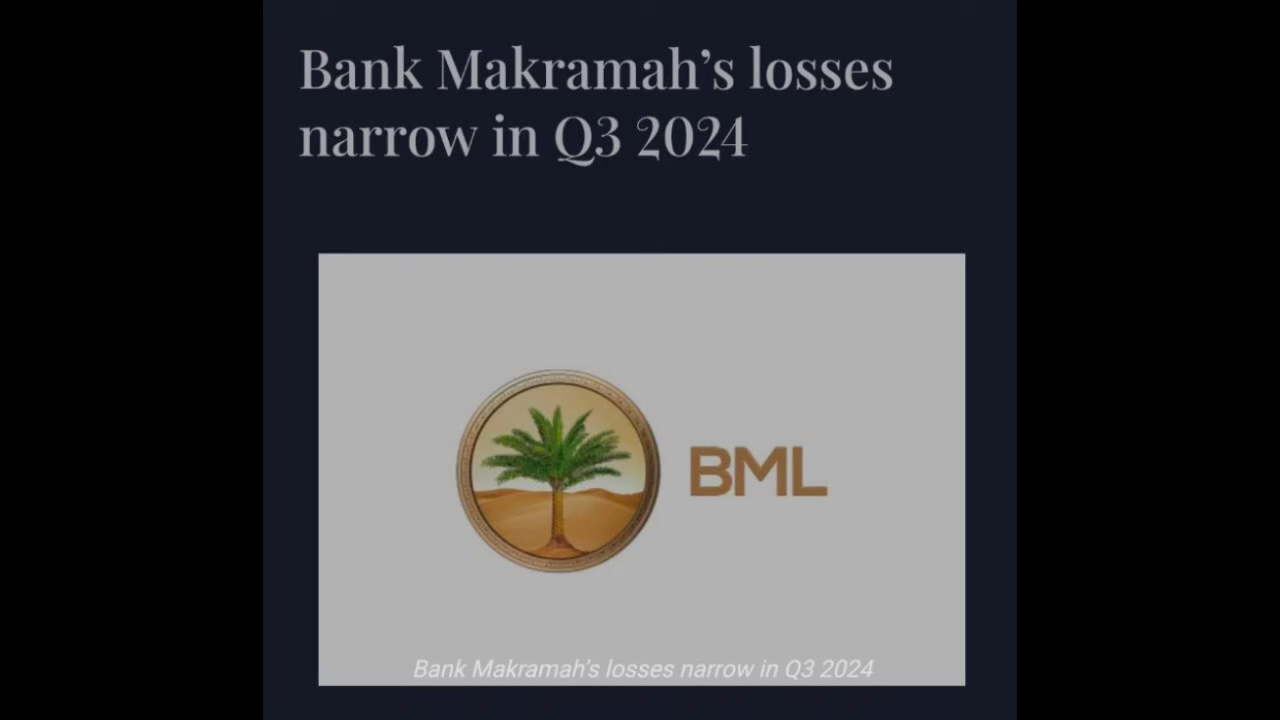 Bank Makramah’s losses
narrow in Q3 2024
BML
Bank Makramah's losses narrow in Q3 2024